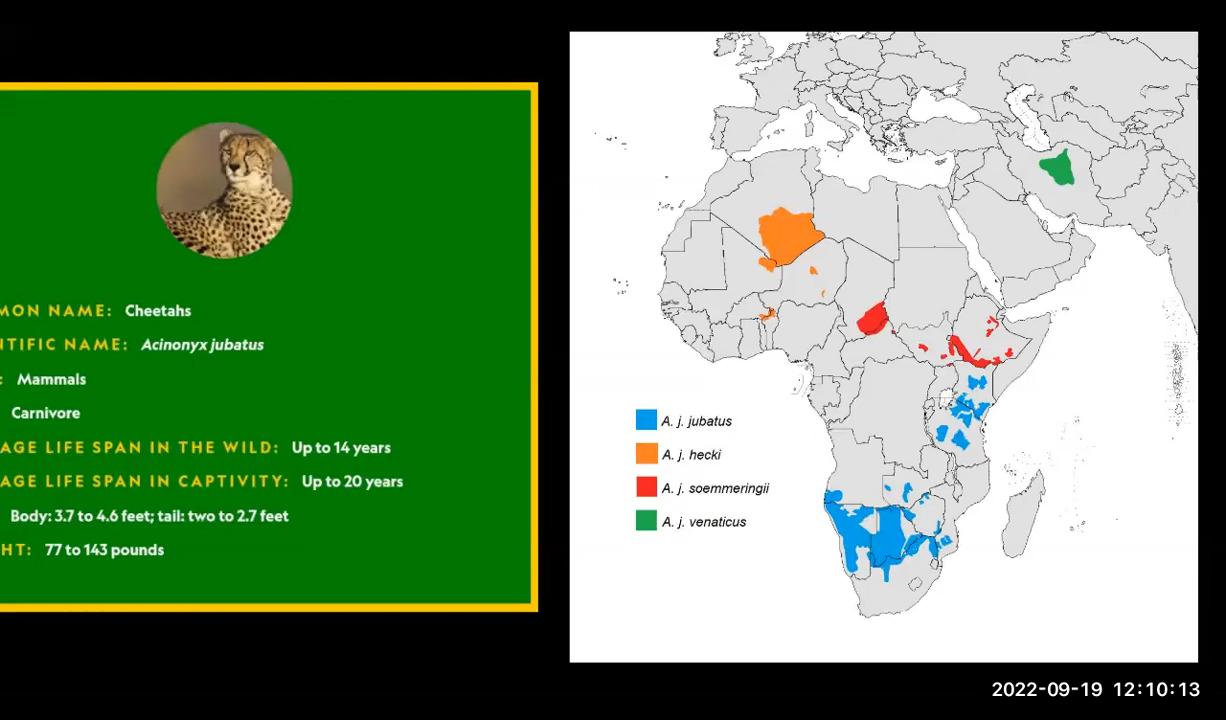 MON NAME: Cheetahs
NTIFIC NAME: Acinonyx jubatus
: Mammals
Carnivore
AGE LIFE SPAN IN THE WILD: Up to 14 years
AGE LIFE SPAN IN CAPTIVITY: Up to 20 years
Body: 3.7 to 4.6 feet; tail: two to 2.7 feet
HT: 77 to 143 pounds
A. j. jubatus
A. j. hecki
A. j. soemmeringii
A. j. venaticus
2022-09-19 12:10:13